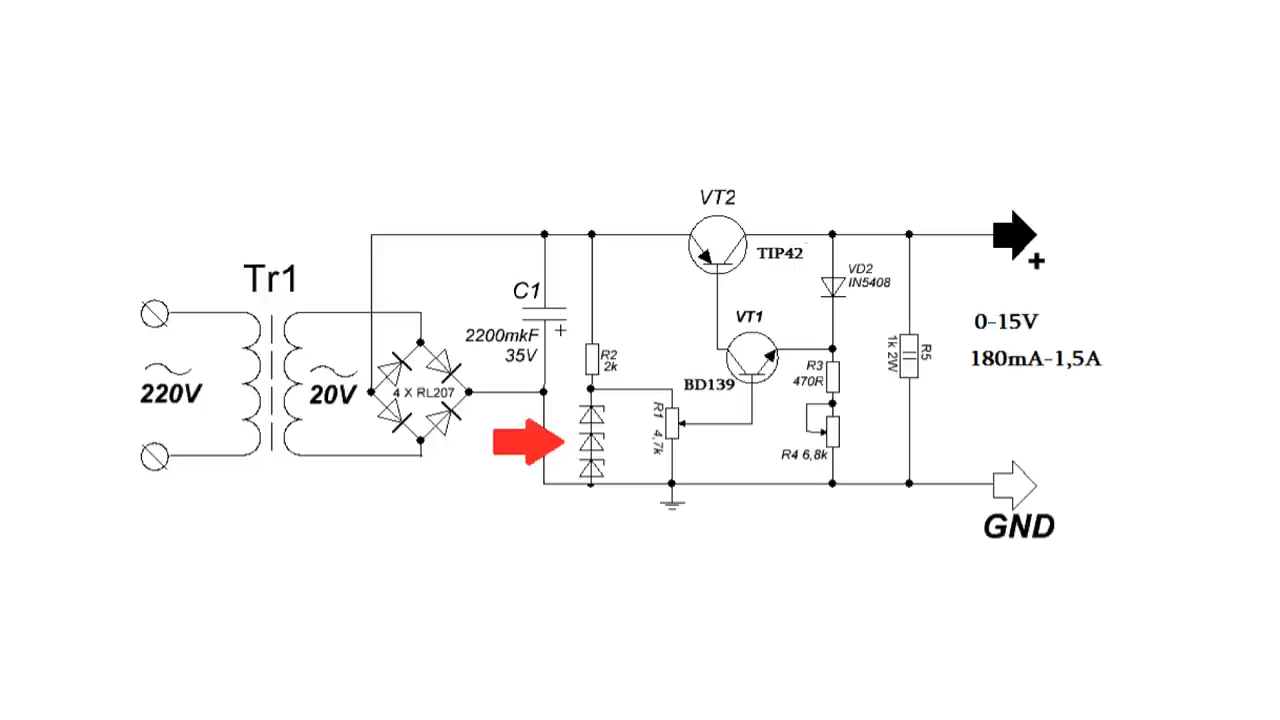 VT2
TIP42
Tr1
VD2
IN5408
C1
+
2200mkF
35V
VT1
0-15V
180mA-1,5A
+
R2
2k
R3
470R
R5
1k 2W
220V
20V
4 X RL207
BD139
R1 4,7k
R4 6,8k
GND